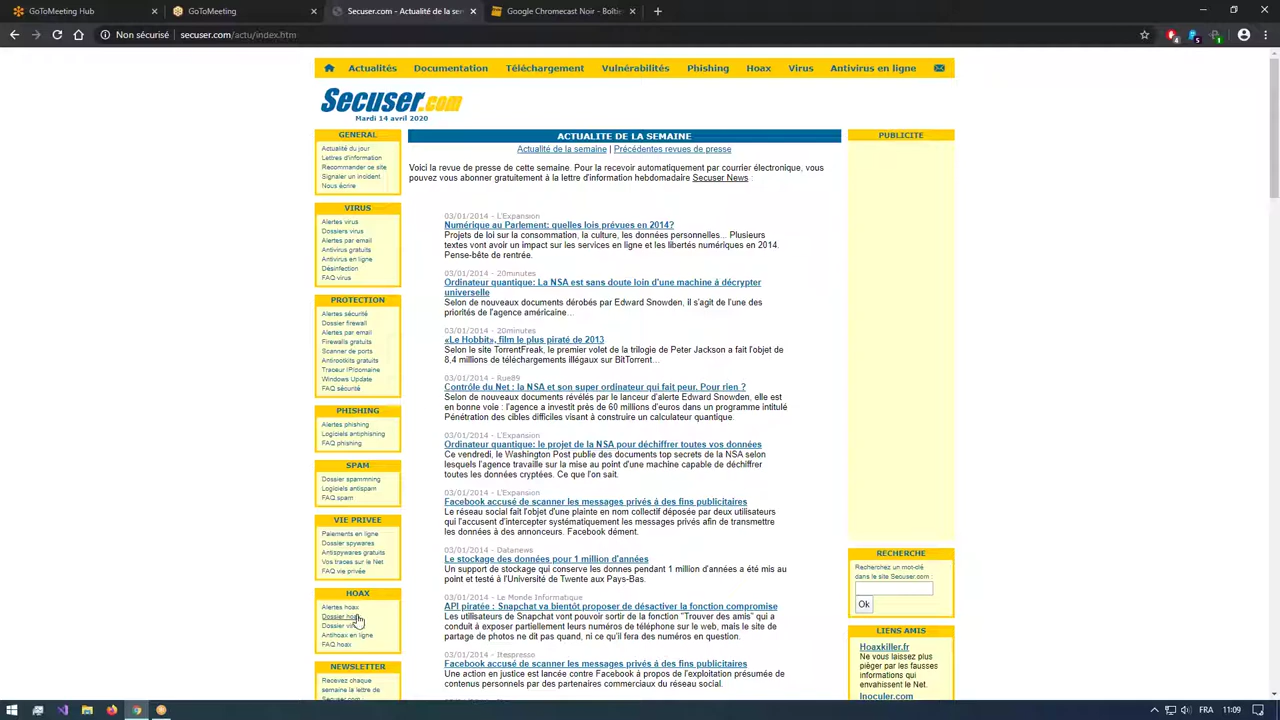 GoToMeeting
GoToMeeting
Secuser.com - Actualité de la sem
Google Chrometest Noir - Bobine
Non sécurisé
secuser.com/actu/index.htm
Actualités
Documentation
Téléchargement
Vulnérabilités
Phishing
Hoax
Virus
Antivirus en ligne
Secuser.com
Mardi 14 avril 2020
GENERAL
Actualité du jour
Lettres d'information
Recommander ce site
Signaler un incident
Nous écrire
VIRUS
Alertes virus
Dossiers virus
Alertes par email
Antivirus gratuits
Antivirus en ligne
Désinfection
FAQ virus
PROTECTION
Alertes sécurité
Dossier firewall
Alertes par email
Firewalls gratuits
Scanner de ports
Antirootkits gratuits
Traceur IP/domaine
Windows Update
FAQ sécurité
PHISHING
Alertes phishing
Logiciels antiphishing
FAQ phishing
SPAM
Dossier spammning
Logiciels antispam
FAQ spam
VIE PRIVEE
Paiements en ligne
Dossier spywares
Antispywares gratuits
Vos traces sur le Net
FAQ vie privée
HOAX
Alertes hoax
Dossier
Dossier
Antihoax en ligne
FAQ hoax
NEWSLETTER
Recevez chaque
semaine la lettre de
Secuser.com
ACTUALITE DE LA SEMAINE
Actualité de la semaine | Précédentes revues de presse
Voici la revue de presse de cette semaine. Pour la recevoir automatiquement par courrier électronique, vous
pouvez vous abonner gratuitement à la lettre d'information hebdomadaire Secuser News :
03/01/2014 - L'Expansion
Numérique au Parlement: quelles lois prévues en 2014?
Projets de loi sur la consommation, la culture, les données personnelles... Plusieurs
textes vont avoir un impact sur les services en ligne et les libertés numériques en 2014.
Pense-bête de rentrée.
03/01/2014 - 20minutes
Ordinateur quantique: La NSA est sans doute loin d'une machine à décrypter
universelle
Selon de nouveaux documents dérobés par Edward Snowden, il s'agit de l'une des
priorités de l'agence américaine...
03/01/2014 - 20minutes
«Le Hobbit», film le plus piraté de 2013
Selon le site TorrentFreak, le premier volet de la trilogie de Peter Jackson a fait l'objet de
8,4 millions de téléchargements illégaux sur BitTorrent...
03/01/2014 - Rue89
Contrôle du Net : la NSA et son super ordinateur qui fait peur. Pour rien ?
Selon de nouveaux documents révélés par le lanceur d'alerte Edward Snowden, elle est
en bonne voie : l'agence a investit près de 60 millions d'euros dans un programme intitulé
Pénétration des cibles difficiles visant à construire un calculateur quantique.
03/01/2014 - L'Expansion
Ordinateur quantique: le projet de la NSA pour déchiffrer toutes vos données
Ce vendredi, le Washington Post publie des documents top secrets de la NSA selon
lesquels l'agence travaille sur la mise au point d'une machine capable de déchiffrer
toutes les données cryptées. Ce que l'on sait.
03/01/2014 - L'Expansion
Facebook accusé de scanner les messages privés à des fins publicitaires
Le réseau social fait l'objet d'une plainte en nom collectif déposée par deux utilisateurs
qui l'accusent d'intercepter systématiquement les messages privés afin de transmettre
les données à des annonceurs. Facebook dément.
03/01/2014 - Datanews
Le stockage des données pour 1 million d'années
Un support de stockage qui conserve les donnes pendant 1 million d'années a été mis au
point et testé à l'Université de Twente aux Pays-Bas.
03/01/2014 - Le Monde Informatique
API piratée : Snapchat va bientôt proposer de désactiver la fonction compromise
Les utilisateurs de Snapchat vont pouvoir sortir de la fonction "Trouver des amis" qui a
conduit à exposer partiellement leurs numéros de téléphone sur le web, mais le site de
partage de photos ne dit pas quand, ni ce qu'il fera des numéros en question.
03/01/2014 - Itespresso
Facebook accusé de scanner les messages privés à des fins publicitaires
Une action en justice est lancée contre Facebook à propos de l'exploitation présumée de
contenus personnels par des partenaires commerciaux du réseau social.
PUBLICITE
RECHERCHE
Recherchez un mot-clé
dans le site Secuser.com :
Ok
LIENS AMIS
Hoaxkiller.fr
Ne vous laissez plus
piéger par les fausses
informations qui
envahissent le Net.
Inoculer.com
FRA
11:09